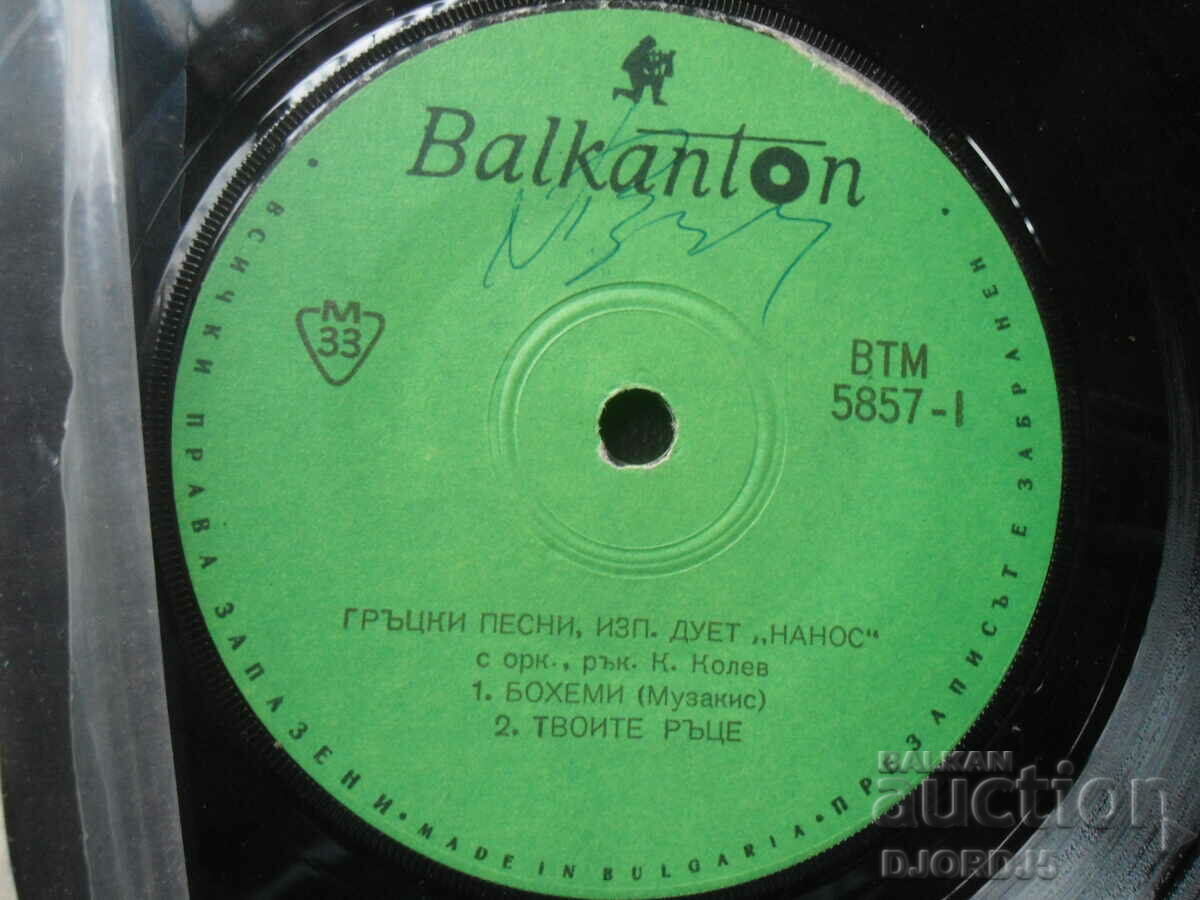 Balkanton
M
33
ВТМ
5857-I
ГРЪЦКИ ПЕСНИ, ИЗП. ДУЕТ „НАНОС“
с орк., рък. К. Колев
1. БОХЕМИ (Музакис)
2. ТВОИТЕ РЪЦЕ
• ВСИЧКИ ПРАВА ЗАПАЗЕНИ • MADE IN BULGARIA • ПРЕЗАПИСЪТ Е ЗАБРАНЕН •
BALKAN
auction
DJORDJ5